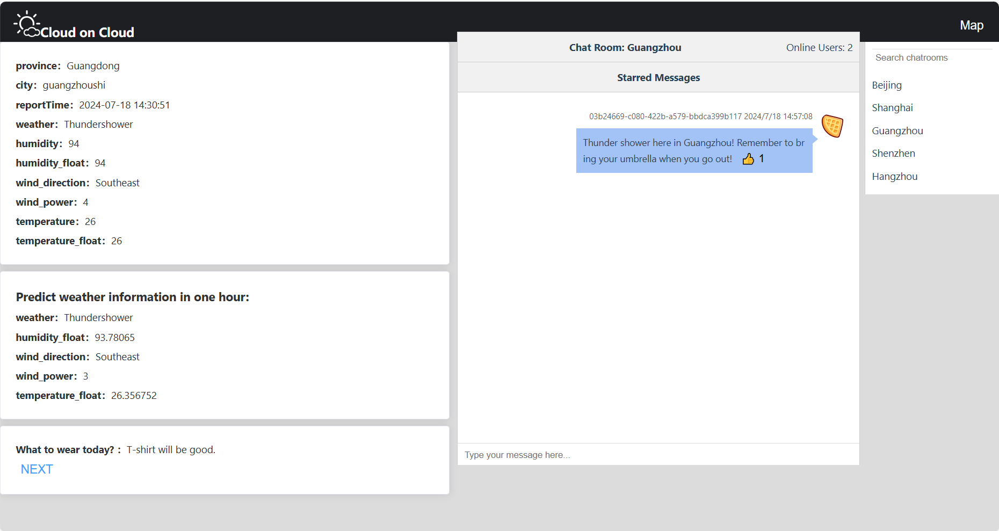 Cloud on Cloud
Map
province： Guangdong
city： guangzhoushi
reportTime： 2024-07-18 14:30:51
weather： Thundershower
humidity： 94
humidity_float： 94
wind_direction： Southeast
wind_power： 4
temperature： 26
temperature_float： 26
Predict weather information in one hour:
weather： Thundershower
humidity_float： 93.78065
wind_direction： Southeast
wind_power： 3
temperature_float： 26.356752
What to wear today?： T-shirt will be good.
NEXT
Chat Room: Guangzhou
Online Users: 2
Starred Messages
03b24669-c080-422b-a579-bbdca399b117 2024/7/18 14:57:08
Thunder shower here in Guangzhou! Remember to br
ing your umbrella when you go out! 👍 1
Type your message here...
Search chatrooms
Beijing
Shanghai
Guangzhou
Shenzhen
Hangzhou